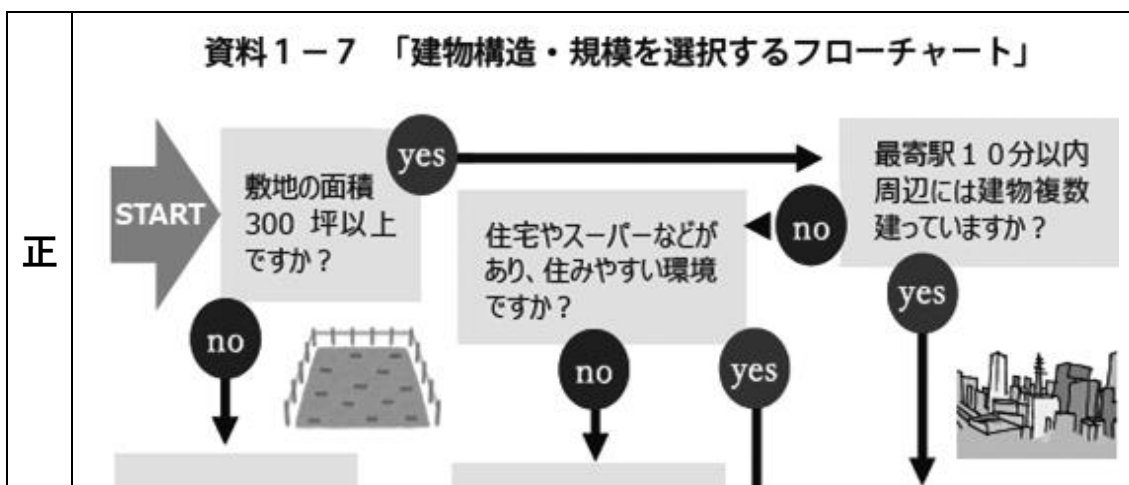 正
資料１－７ 「建物構造・規模を選択するフローチャート」
START
敷地の面積
300 坪以上
ですか？
yes
最寄駅１０分以内
周辺には建物複数
建っていますか？
no
住宅やスーパーなどが
あり、住みやすい環境
ですか？
yes
no
no
yes